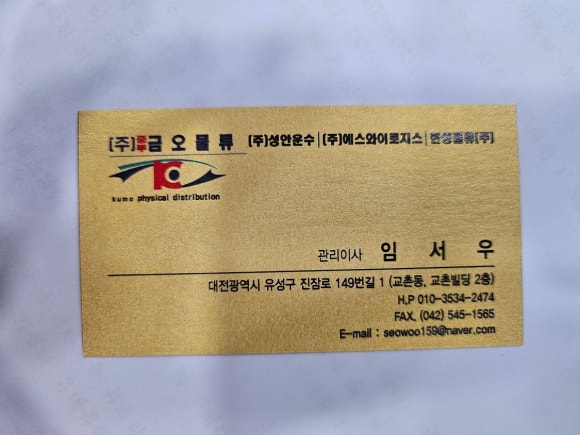 (주)중부금오물류 (주)성안운수|(주)에스와이로지스|한성물류(주)
kumo physical distribution
관리이사 임 서 우
대전광역시 유성구 진잠로 149번길 1 (교촌동, 교촌빌딩 2층)
H.P 010-3534-2474
FAX. (042) 545-1565
E-mail : seowoo159@naver.com